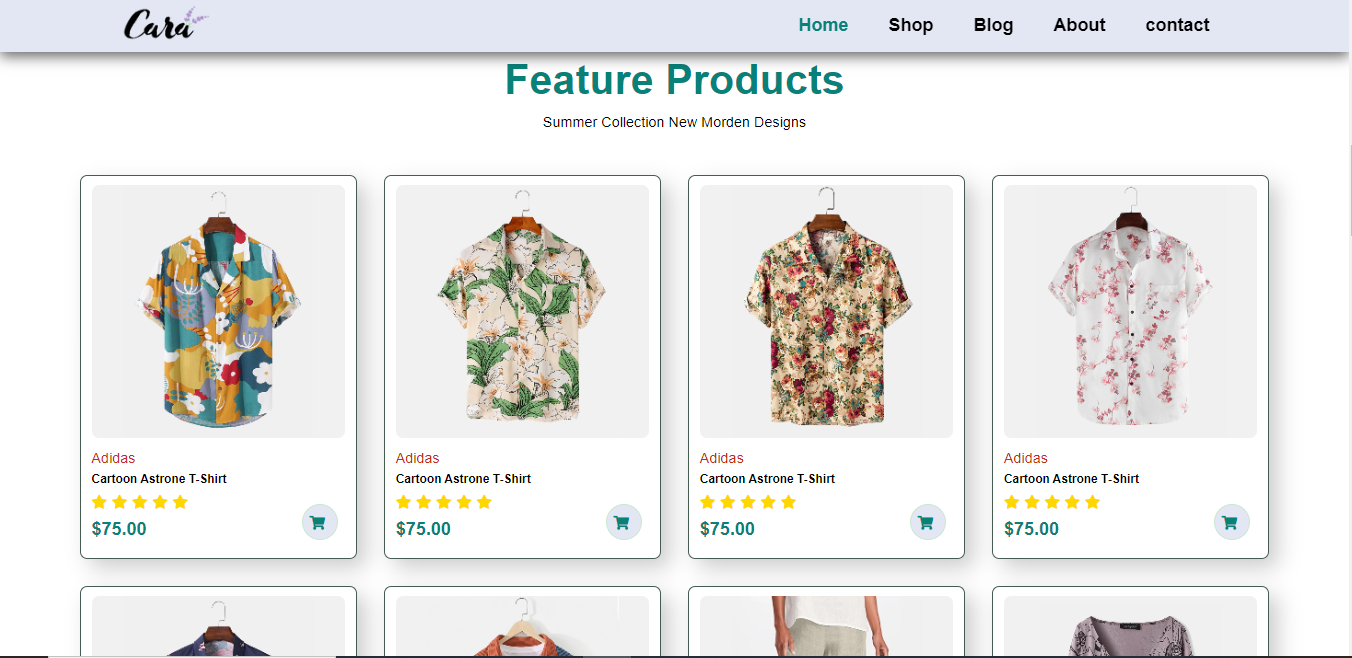 Cara
Home Shop Blog About contact
Feature Products
Summer Collection New Morden Designs
Adidas
Cartoon Astrone T-Shirt
$75.00
Adidas
Cartoon Astrone T-Shirt
$75.00
Adidas
Cartoon Astrone T-Shirt
$75.00
Adidas
Cartoon Astrone T-Shirt
$75.00